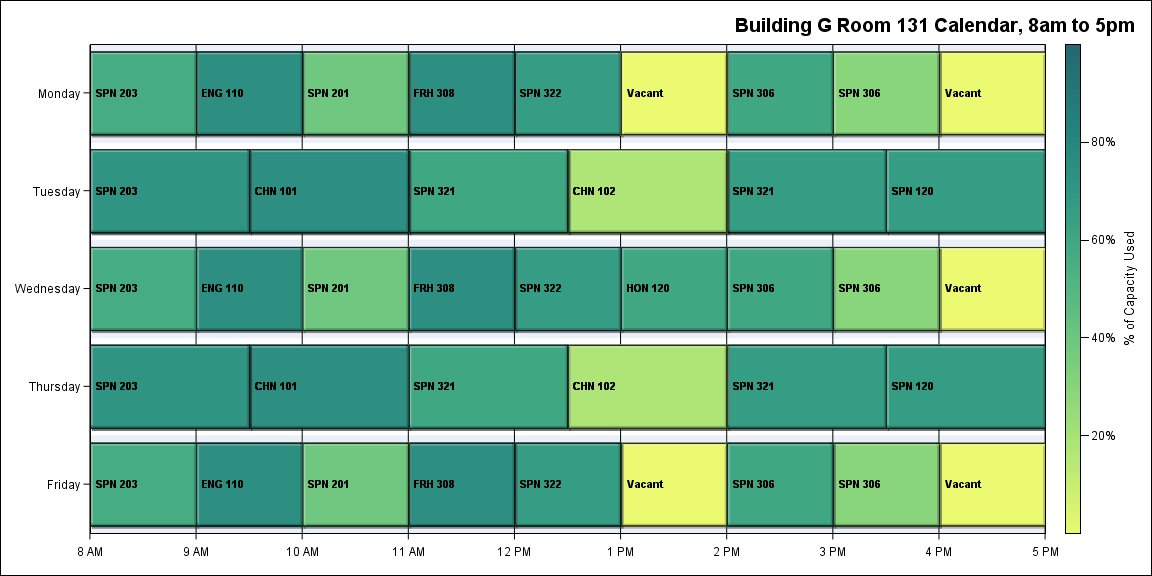 Building G Room 131 Calendar, 8am to 5pm
Monday
SPN 203 ENG 110 SPN 201 FRH 308 SPN 322 Vacant SPN 306 SPN 306 Vacant
Tuesday
SPN 203 CHN 101 SPN 321 CHN 102 SPN 321 SPN 120
Wednesday
SPN 203 ENG 110 SPN 201 FRH 308 SPN 322 HON 120 SPN 306 SPN 306 Vacant
Thursday
SPN 203 CHN 101 SPN 321 CHN 102 SPN 321 SPN 120
Friday
SPN 203 ENG 110 SPN 201 FRH 308 SPN 322 Vacant SPN 306 SPN 306 Vacant
8 AM 9 AM 10 AM 11 AM 12 PM 1 PM 2 PM 3 PM 4 PM 5 PM
80%
60%
40%
20%
% of Capacity Used